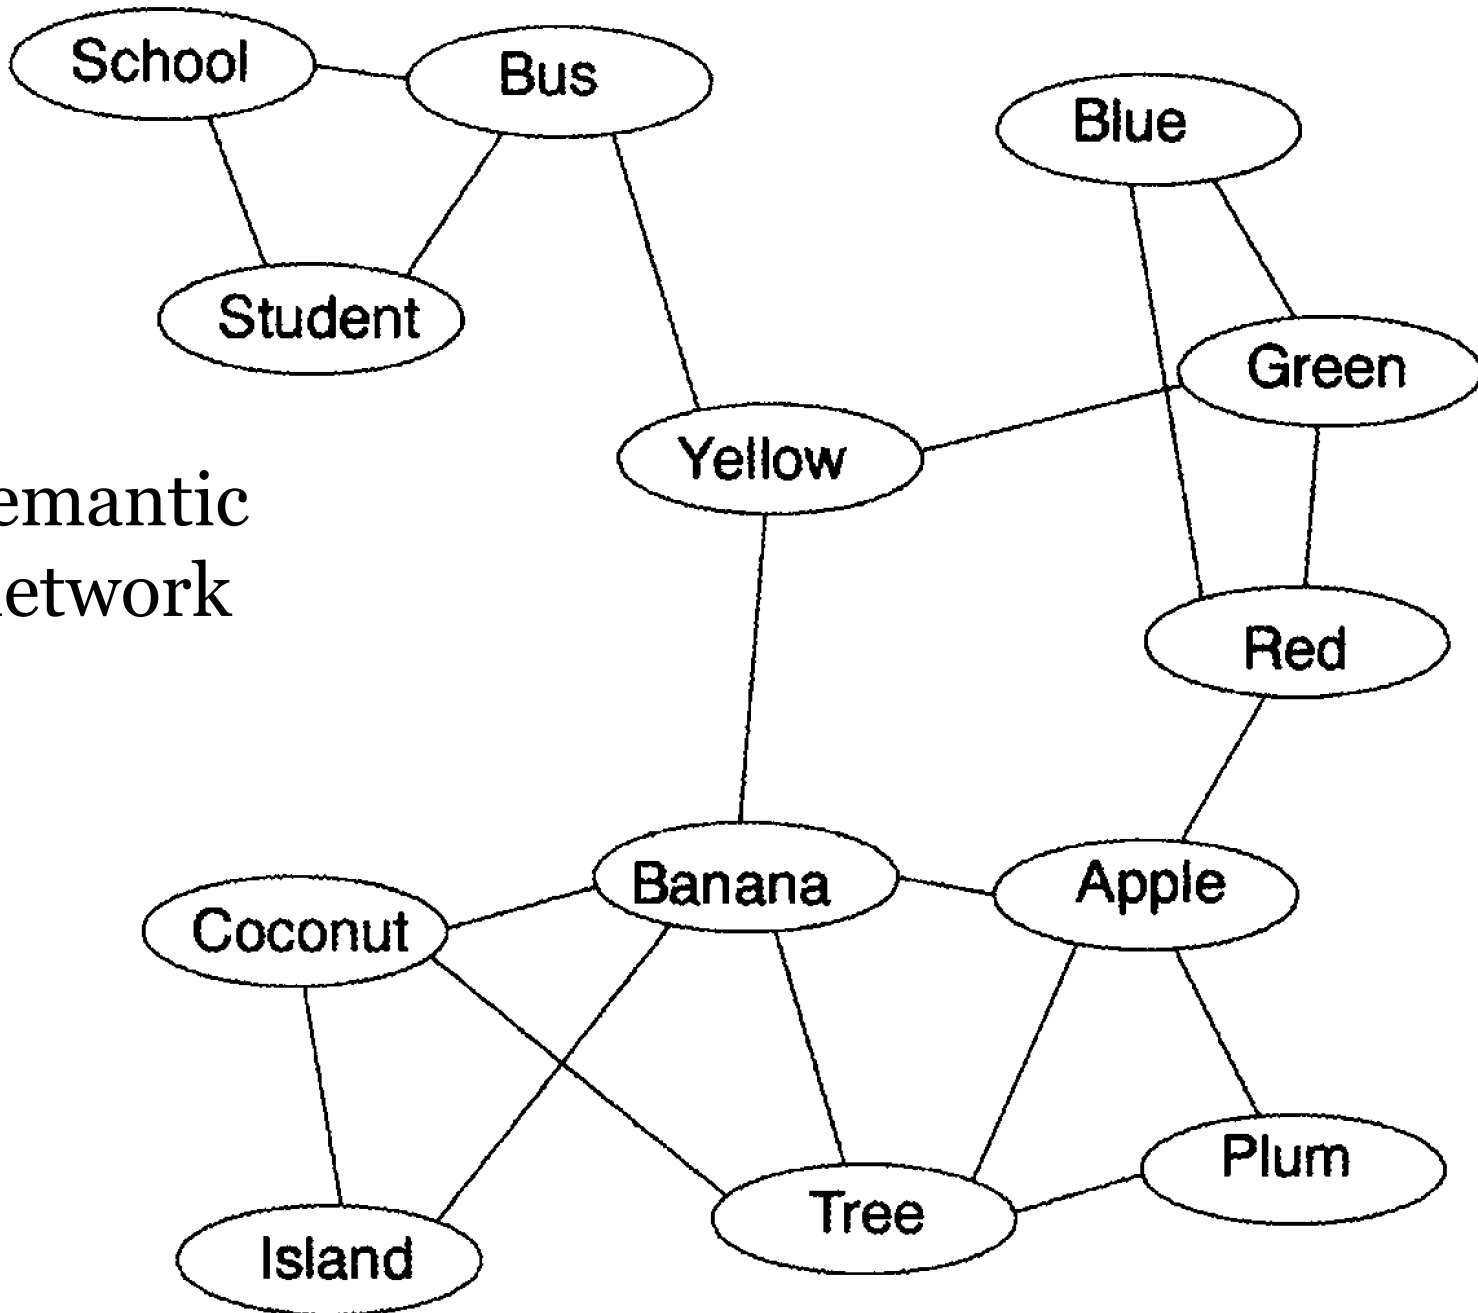 School
Bus
Blue
Student
Green
Yellow
emantic
etwork
Red
Banana
Apple
Coconut
Plum
Tree
Island